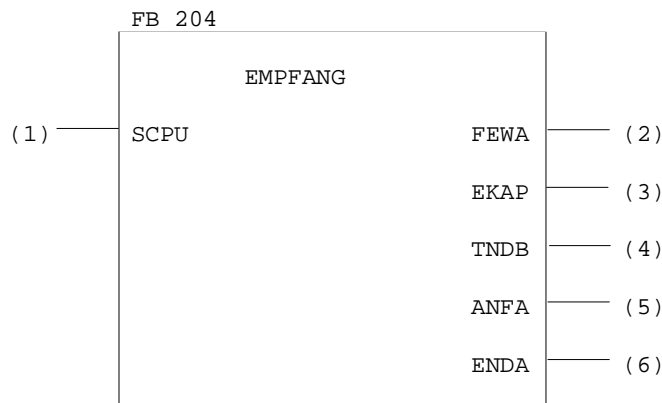 FB 204
EMPFANG
(1) SCPU FEWA (2)
EKAP (3)
TNDB (4)
ANFA (5)
ENDA (6)